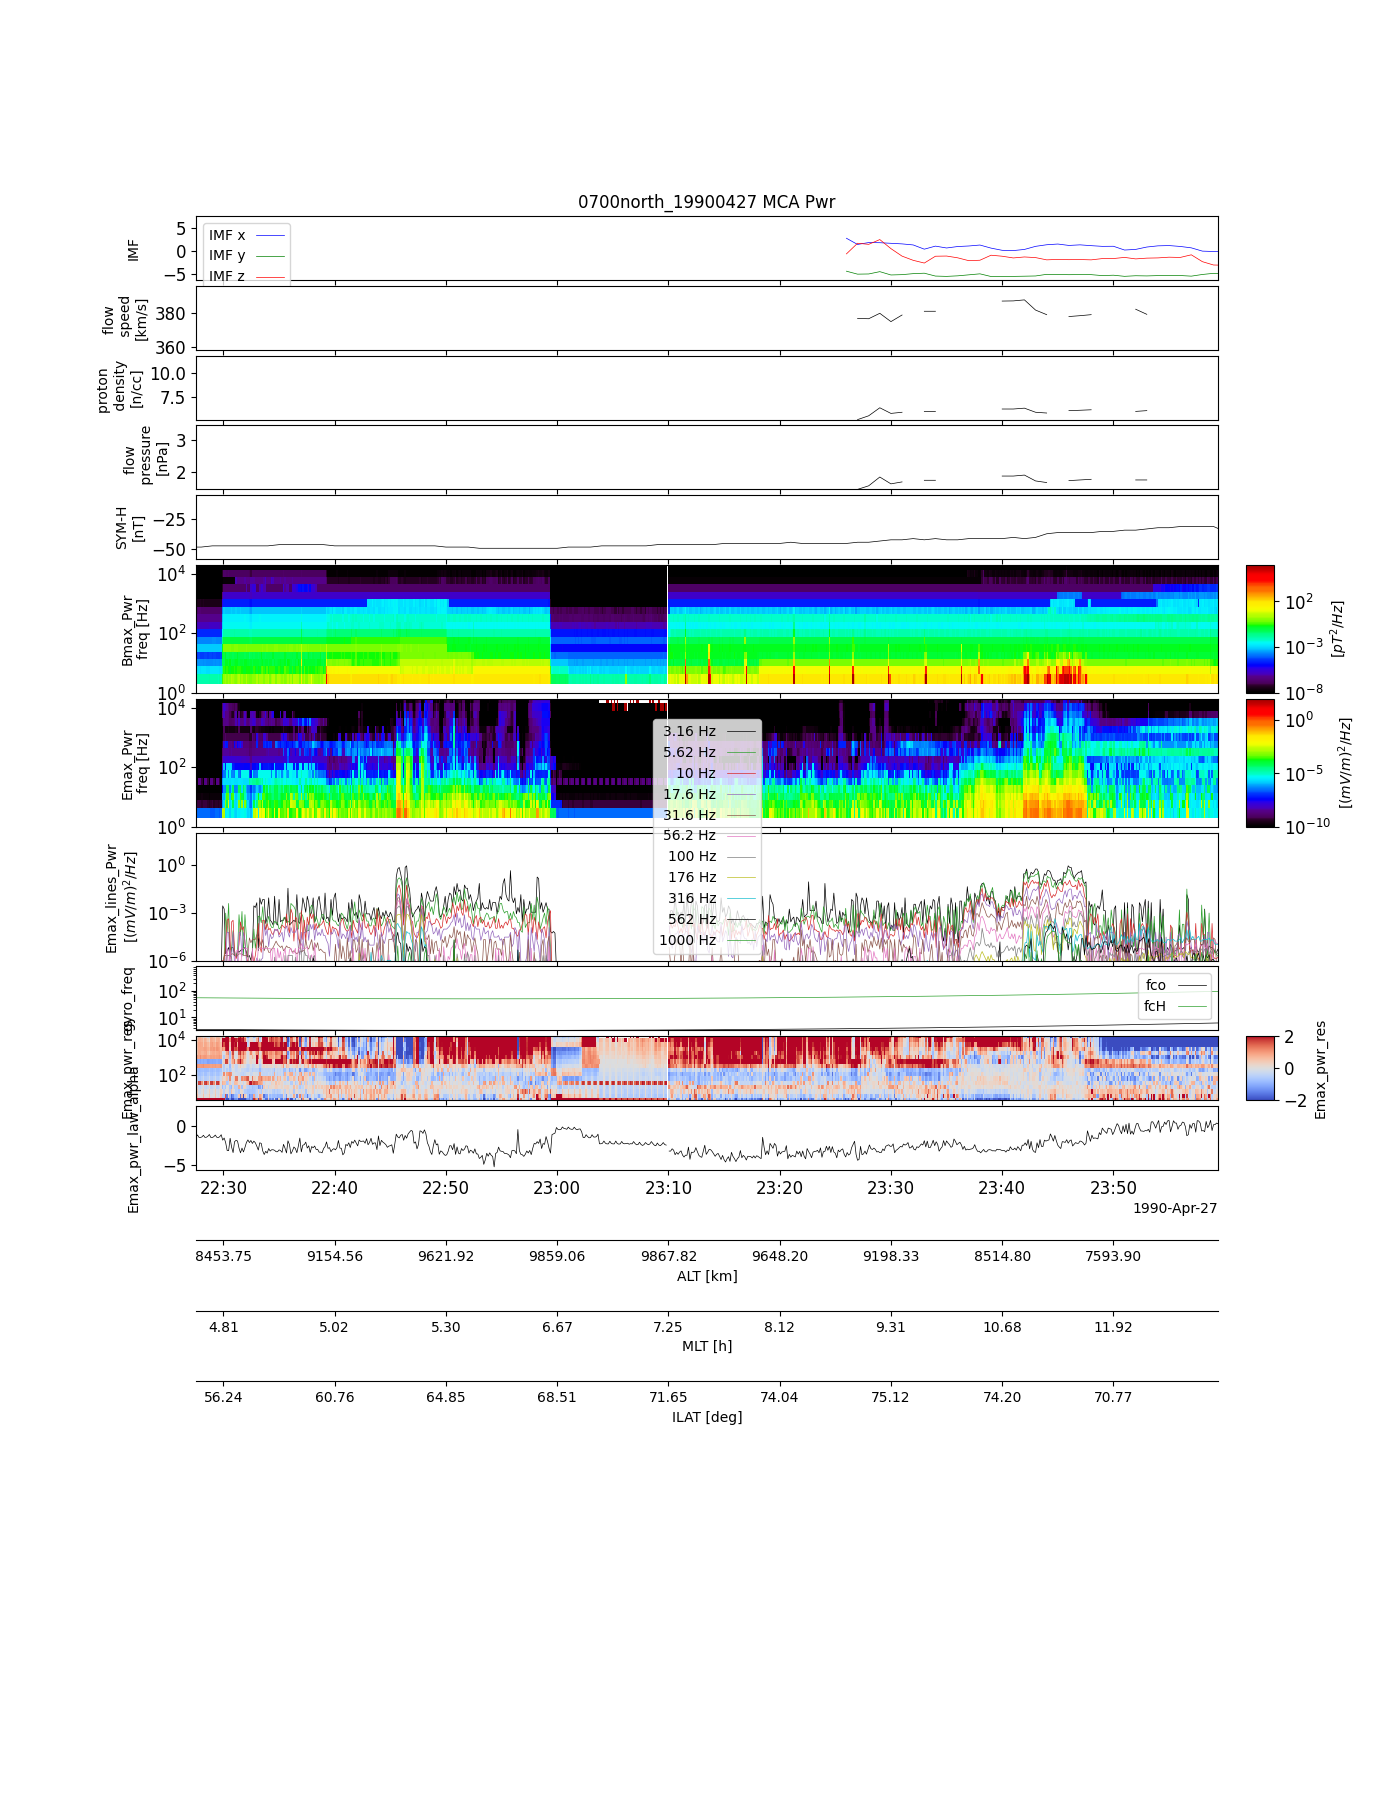 0700north_19900427 MCA Pwr
IMF
5
0
−5
IMF x
IMF y
IMF z
flow
speed
[km/s]
380
360
proton
density
[n/cc]
10.0
7.5
flow
pressure
[nPa]
3
2
SYM-H
[nT]
−25
−50
Bmax_Pwr
freq [Hz]
10^4
10^2
10^0
10^2
10^−3
10^−8
[pT^2/Hz]
Emax_Pwr
freq [Hz]
10^4
10^2
10^0
10^0
10^−5
10^−10
[(mV/m)^2/Hz]
3.16 Hz
5.62 Hz
10 Hz
17.6 Hz
31.6 Hz
56.2 Hz
100 Hz
176 Hz
316 Hz
562 Hz
1000 Hz
Emax_lines_Pwr
[(mV/m)^2/Hz]
10^0
10^−3
10^−6
gyro_freq
10^2
10^1
fco
fcH
Emax_pwr_res
10^4
10^2
2
0
−2
Emax_pwr_res
Emax_pwr_law_alpha
0
−5
22:30 22:40 22:50 23:00 23:10 23:20 23:30 23:40 23:50
1990-Apr-27
8453.75 9154.56 9621.92 9859.06 9867.82 9648.20 9198.33 8514.80 7593.90
ALT [km]
4.81 5.02 5.30 6.67 7.25 8.12 9.31 10.68 11.92
MLT [h]
56.24 60.76 64.85 68.51 71.65 74.04 75.12 74.20 70.77
ILAT [deg]